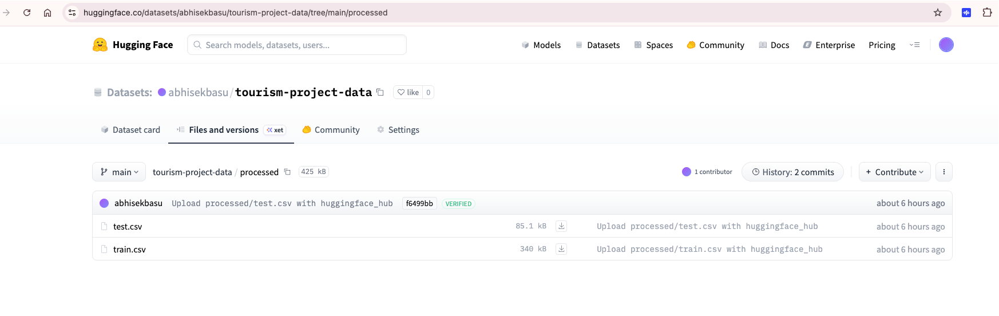 huggingface.co/datasets/abhisekbasu/tourism-project-data/tree/main/processed
Hugging Face Search models, datasets, users... Models Datasets Spaces Community Docs Enterprise Pricing
Datasets: abhisekbasu/tourism-project-data like 0
Dataset card Files and versions xet Community Settings
main tourism-project-data / processed 425 kB 1 contributor History: 2 commits + Contribute
abhisekbasu Upload processed/test.csv with huggingface_hub f6499bb VERIFIED about 6 hours ago
test.csv 85.1 kB Upload processed/test.csv with huggingface_hub about 6 hours ago
train.csv 340 kB Upload processed/train.csv with huggingface_hub about 6 hours ago